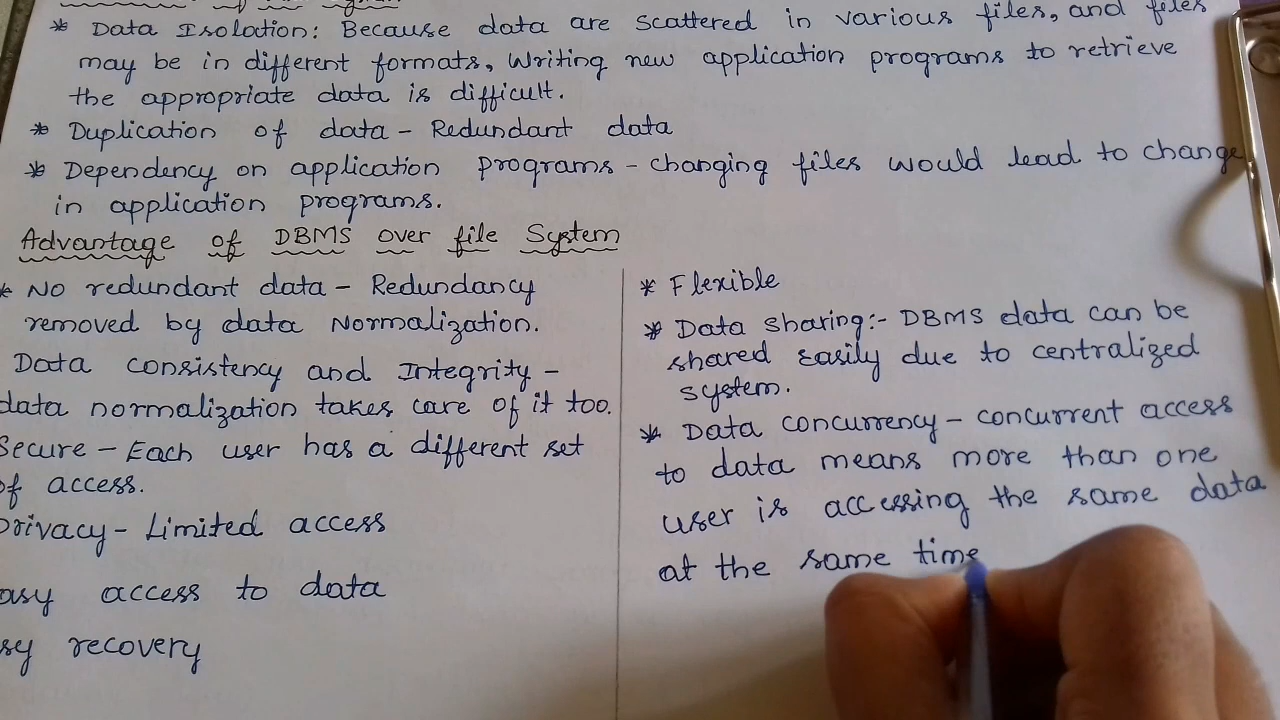 * Data Isolation: Because data are scattered in various files, and files
may be in different formats, Writing new application programs to retrieve
the appropriate data is difficult.
* Duplication of data - Redundant data
* Dependency on application programs - changing files would lead to change
in application programs.
Advantage of DBMS over file System
* No redundant data - Redundancy
removed by data Normalization.
Data consistency and Integrity -
data normalization takes care of it too.
Secure - Each user has a different set
of access.
Privacy - Limited access
asy access to data
sy recovery
* Flexible
* Data sharing:- DBMS data can be
shared easily due to centralized
system.
* Data concurrency - concurrent access
to data means more than one
user is accessing the same data
at the same time